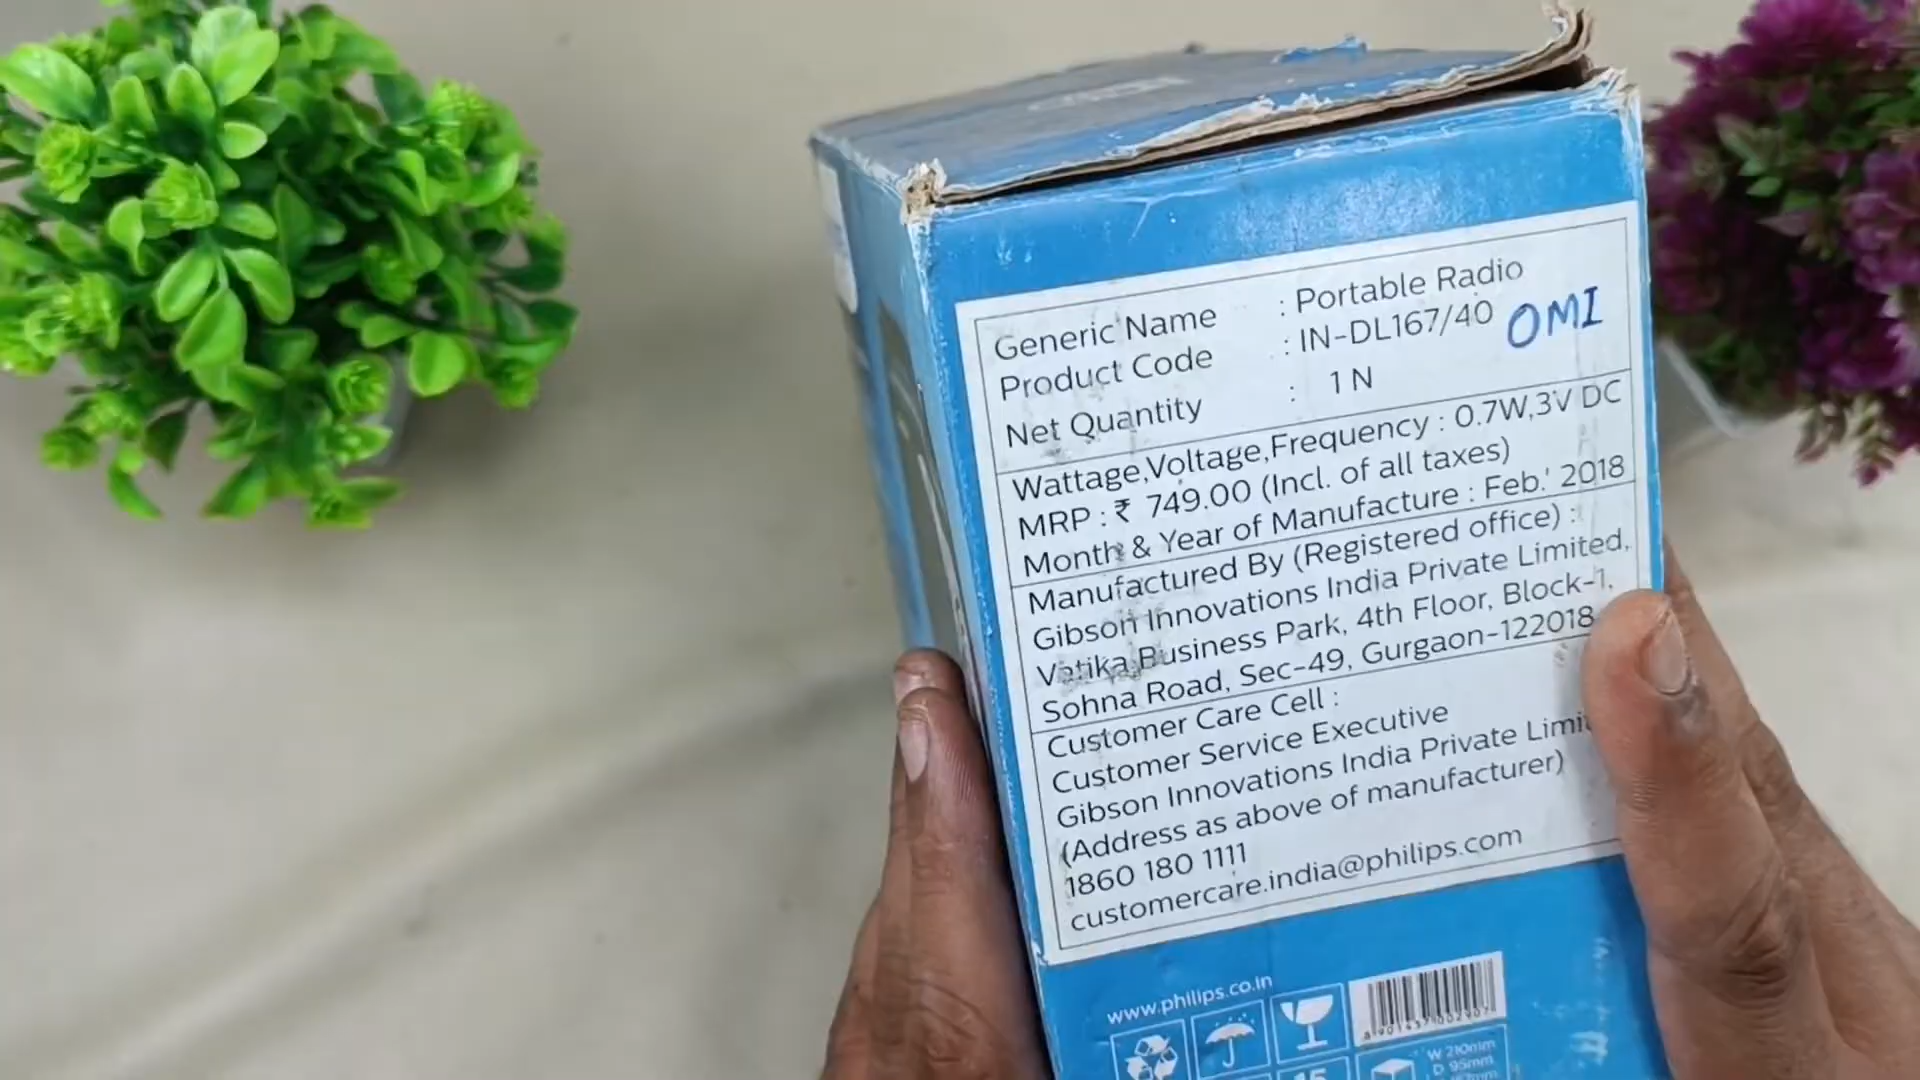 Generic Name : Portable Radio
Product Code : IN-DL167/40 OMI
Net Quantity : 1 N
Wattage,Voltage,Frequency : 0.7W,3V DC
MRP : ₹ 749.00 (Incl. of all taxes)
Month & Year of Manufacture : Feb.' 2018
Manufactured By (Registered office) :
Gibson Innovations India Private Limited,
Vatika Business Park, 4th Floor, Block-1,
Sohna Road, Sec-49, Gurgaon-122018
Customer Care Cell :
Customer Service Executive
Gibson Innovations India Private
(Address as above of manufacturer)
1860 180 1111
customercare.india@philips.com
www.philips.co.in
W 210mm
D 95mm